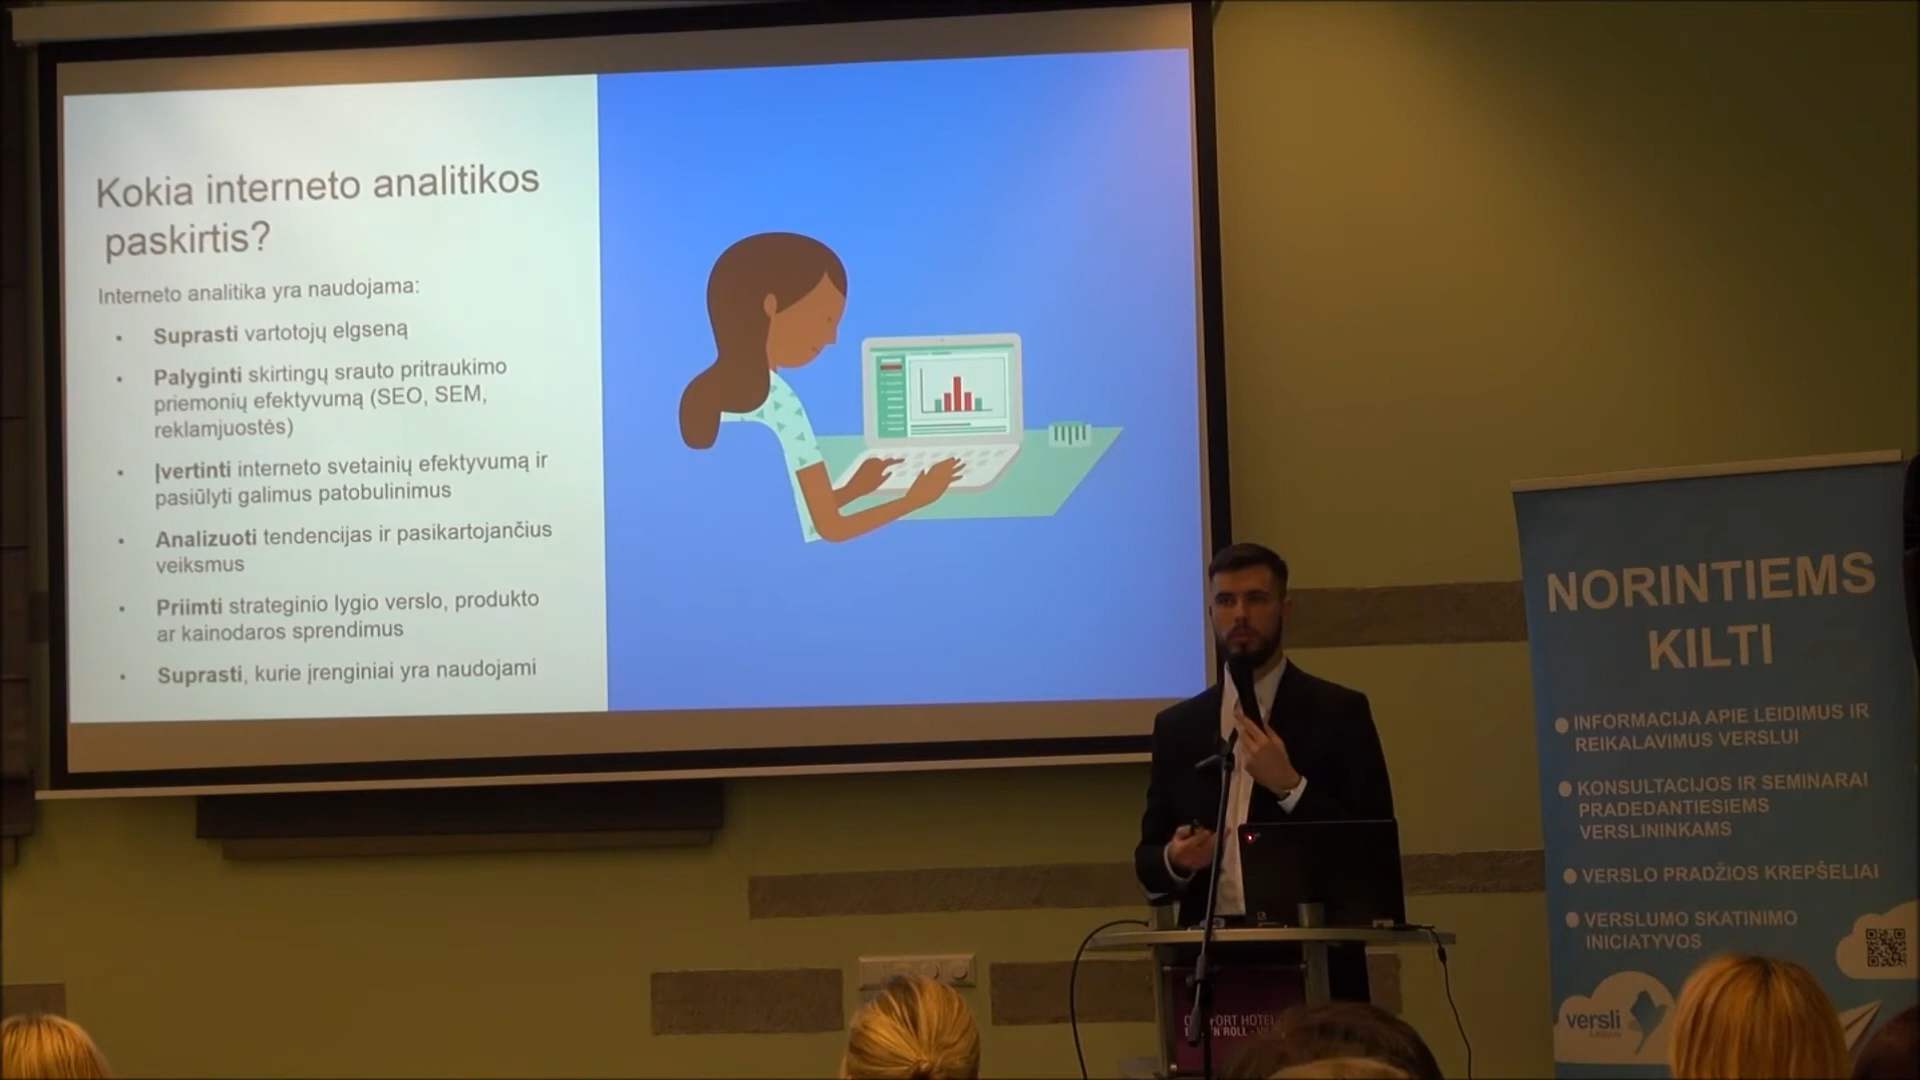 Kokia interneto analitikos
paskirtis?
Interneto analitika yra naudojama:
• Suprasti vartotojų elgseną
• Palyginti skirtingų srauto pritraukimo
priemonių efektyvumą (SEO, SEM,
reklamjuostės)
• Įvertinti interneto svetainių efektyvumą ir
pasiūlyti galimus patobulinimus
• Analizuoti tendencijas ir pasikartojančius
veiksmus
• Priimti strateginio lygio verslo, produkto
ar kainodaros sprendimus
• Suprasti, kurie įrenginiai yra naudojami
NORINTIEMS
KILTI
● INFORMACIJA APIE LEIDIMUS IR
REIKALAVIMUS VERSLUI
● KONSULTACIJOS IR SEMINARAI
PRADEDANTIESIEMS
VERSLININKAMS
● VERSLO PRADŽIOS KREPŠELIAI
● VERSLUMO SKATINIMO
INICIATYVOS
versli
Lietuva
HOTEL
'N'ROLL